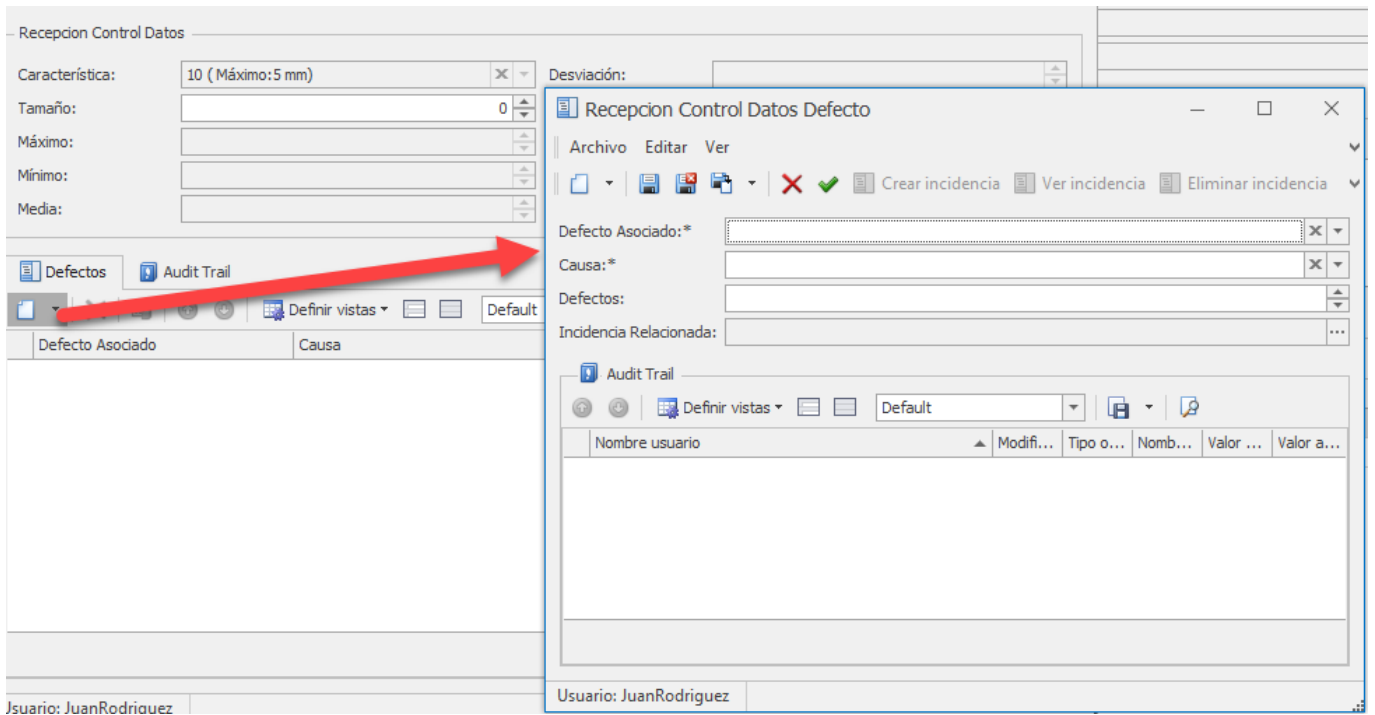 Recepcion Control Datos
Característica: 10 ( Máximo:5 mm) Desviación:
Tamaño: 0
Máximo:
Mínimo:
Media:
Defectos Audit Trail
Definir vistas Default
Defecto Asociado Causa
Usuario: JuanRodriguez
Recepcion Control Datos Defecto
Archivo Editar Ver
Crear incidencia Ver incidencia Eliminar incidencia
Defecto Asociado:*
Causa:*
Defectos:
Incidencia Relacionada:
Audit Trail
Definir vistas Default
Nombre usuario Modifi... Tipo o... Nomb... Valor ... Valor a...
Usuario: JuanRodriguez